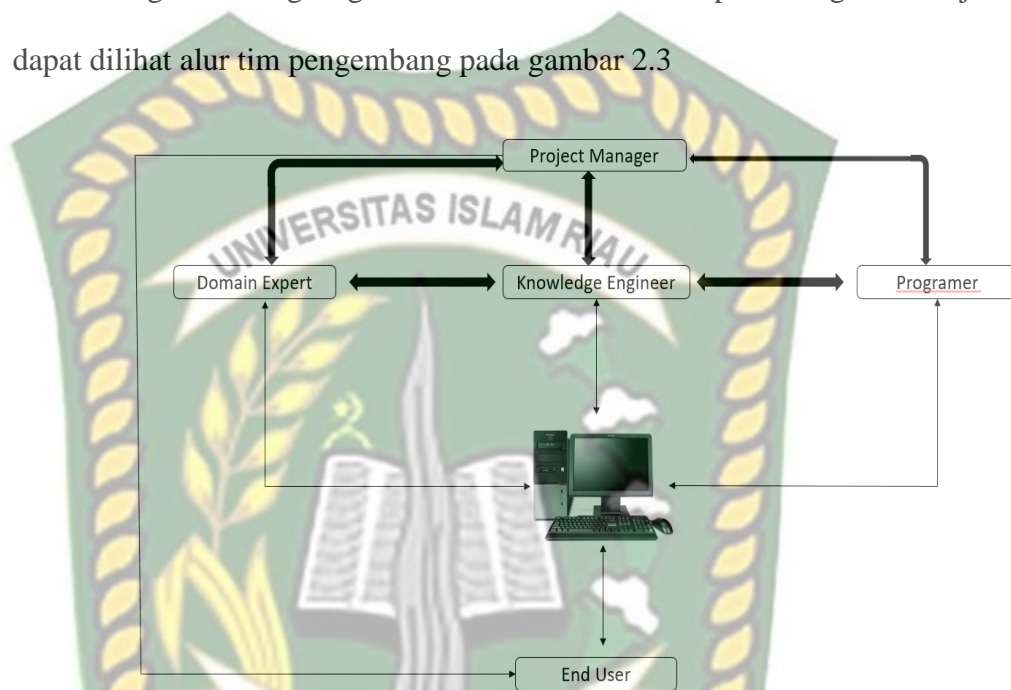 dapat dilihat alur tim pengembang pada gambar 2.3
Project Manager
UNIVERSITAS ISLAM RIAU
Domain Expert
Knowledge Engineer
Programer
End User